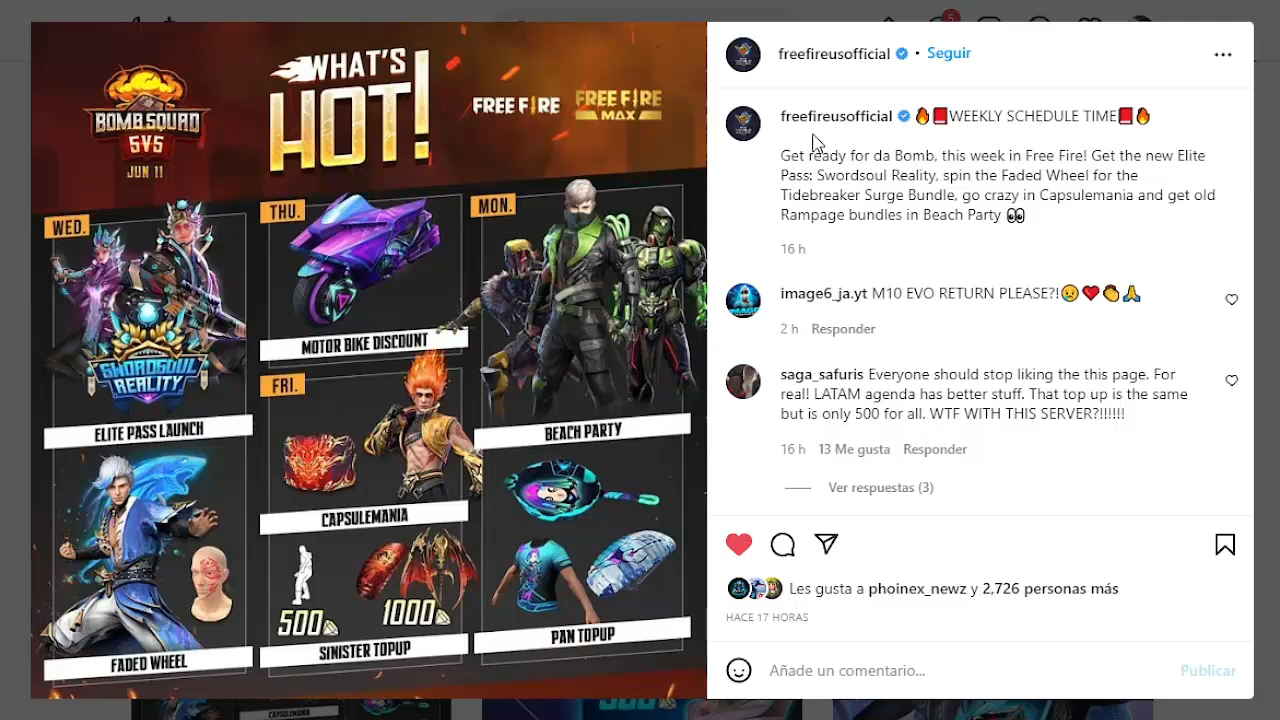 BOMB SQUAD
5V5
JUN 11
WHAT'S
HOT!
FREE FIRE
FREE FIRE
MAX
WED.
SWORDSOUL
REALITY
ELITE PASS LAUNCH
FADED WHEEL
THU.
MOTOR BIKE DISCOUNT
FRI.
CAPSULEMANIA
500
1000
SINISTER TOPUP
MON.
BEACH PARTY
PAN TOPUP
5
freefireusofficial • Seguir
freefireusofficial 🔥📕WEEKLY SCHEDULE TIME📕🔥
Get ready for da Bomb, this week in Free Fire! Get the new Elite
Pass: Swordsoul Reality, spin the Faded Wheel for the
Tidebreaker Surge Bundle, go crazy in Capsulemania and get old
Rampage bundles in Beach Party 👀
16 h
image6_ja.yt M10 EVO RETURN PLEASE?!😢❤️👏🙏
2 h Responder
saga_safuris Everyone should stop liking the this page. For
real! LATAM agenda has better stuff. That top up is the same
but is only 500 for all. WTF WITH THIS SERVER?!!!!!!
16 h 13 Me gusta Responder
Ver respuestas (3)
Les gusta a phoinex_newz y 2,726 personas más
HACE 17 HORAS
Añade un comentario... Publicar
CAPSULEMANIA